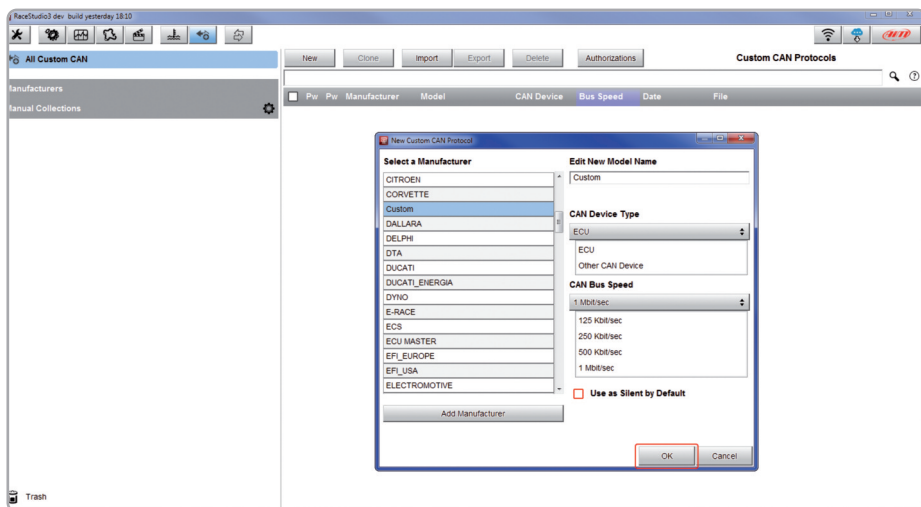 RaceStudio3 dev build yesterday 18:10
AiM
All Custom CAN
New Clone Import Export Delete Authorizations Custom CAN Protocols
Manufacturers
Manual Collections
Pw Pw Manufacturer Model CAN Device Bus Speed Date File
New Custom CAN Protocol
Select a Manufacturer
CITROEN
CORVETTE
Custom
DALLARA
DELPHI
DTA
DUCATI
DUCATI_ENERGIA
DYNO
E-RACE
ECS
ECU MASTER
EFI_EUROPE
EFI_USA
ELECTROMOTIVE
Add Manufacturer
Edit New Model Name
Custom
CAN Device Type
ECU
ECU
Other CAN Device
CAN Bus Speed
1 Mbit/sec
125 Kbit/sec
250 Kbit/sec
500 Kbit/sec
1 Mbit/sec
Use as Silent by Default
OK Cancel
Trash